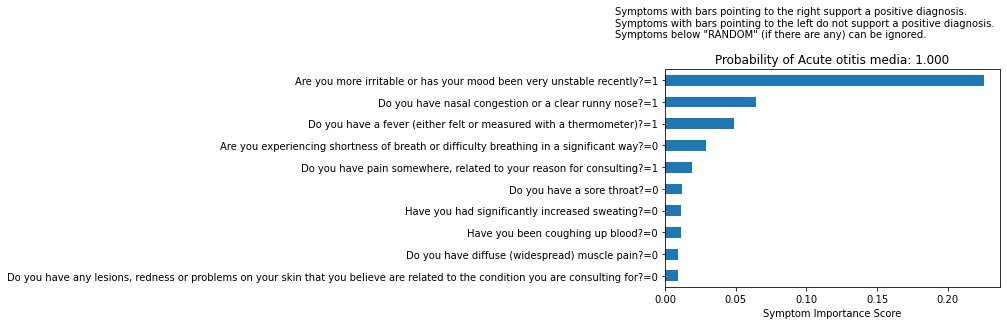 Symptoms with bars pointing to the right support a positive diagnosis.
Symptoms with bars pointing to the left do not support a positive diagnosis.
Symptoms below "RANDOM" (if there are any) can be ignored.
Probability of Acute otitis media: 1.000
Are you more irritable or has your mood been very unstable recently?=1
Do you have nasal congestion or a clear runny nose?=1
Do you have a fever (either felt or measured with a thermometer)?=1
Are you experiencing shortness of breath or difficulty breathing in a significant way?=0
Do you have pain somewhere, related to your reason for consulting?=1
Do you have a sore throat?=0
Have you had significantly increased sweating?=0
Have you been coughing up blood?=0
Do you have diffuse (widespread) muscle pain?=0
Do you have any lesions, redness or problems on your skin that you believe are related to the condition you are consulting for?=0
0.00 0.05 0.10 0.15 0.20
Symptom Importance Score